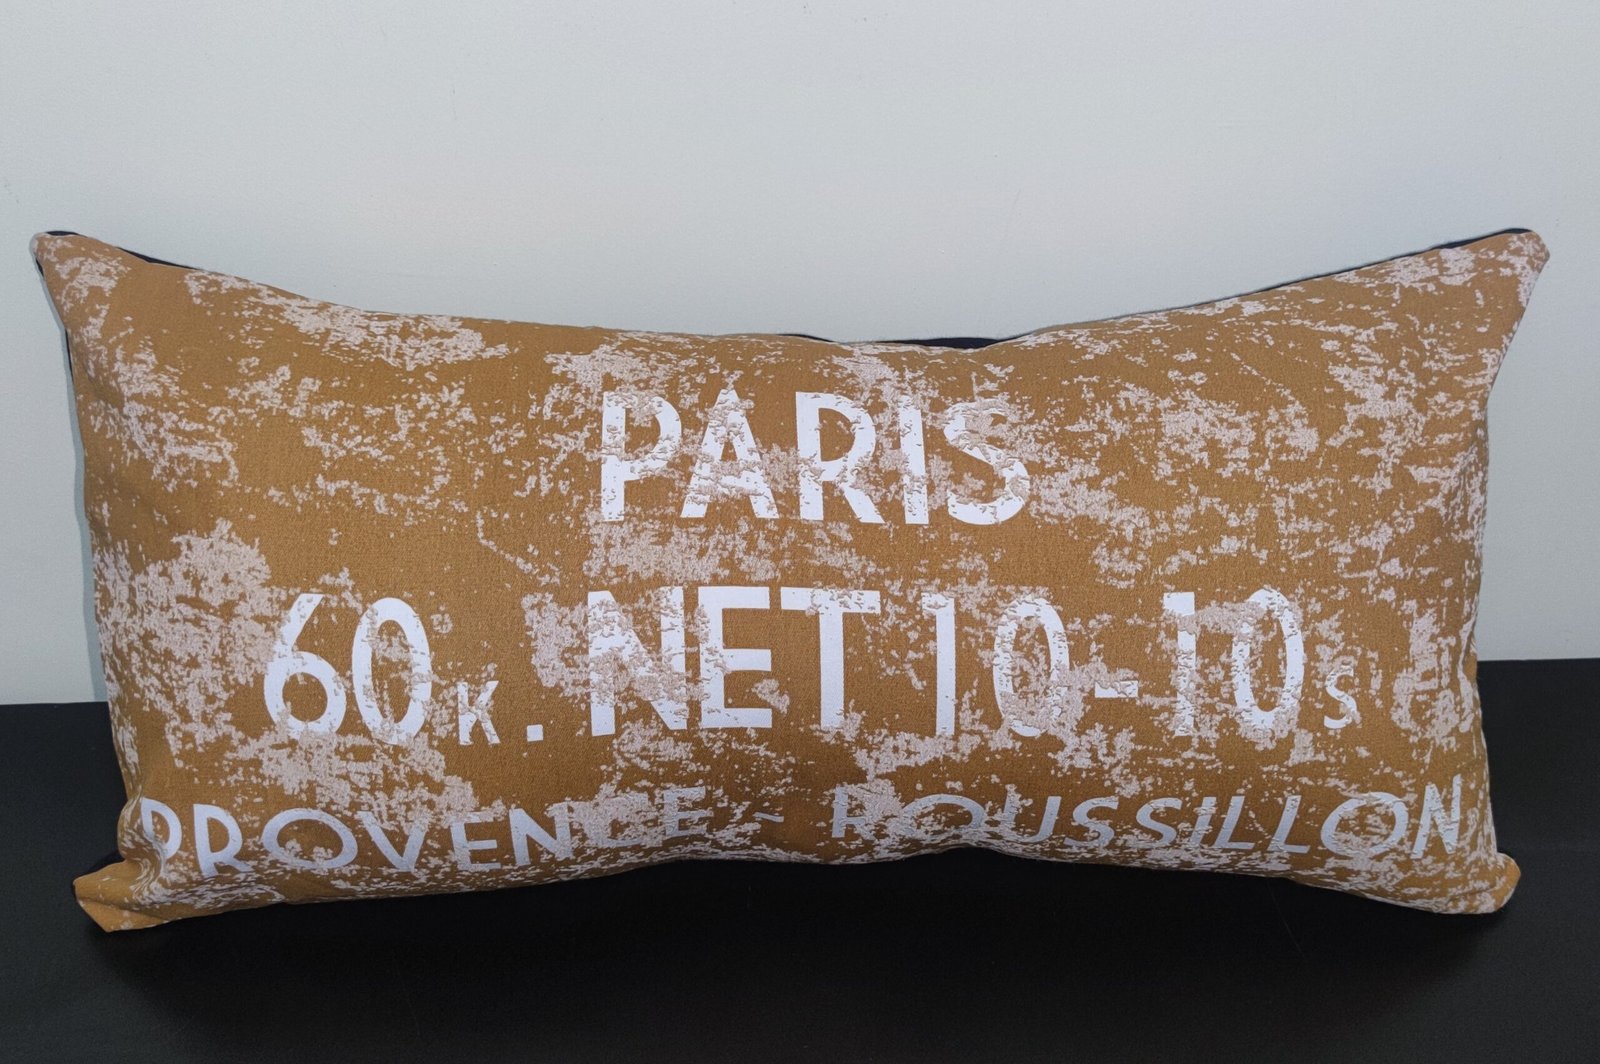 PARIS
60K. NET 10-10S
PROVENCE - ROUSSILLON